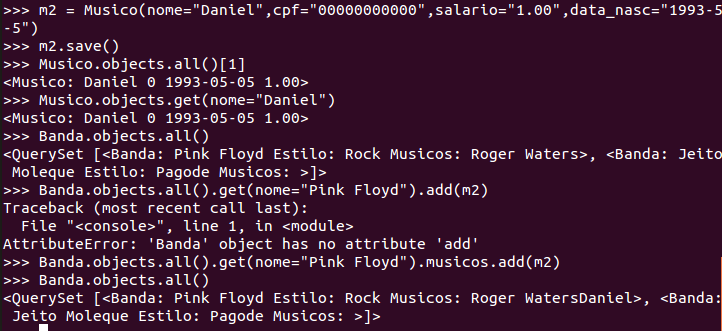 >>> m2 = Musico(nome="Daniel",cpf="00000000000",salario="1.00",data_nasc="1993-5
-5")
>>> m2.save()
>>> Musico.objects.all()[1]
<Musico: Daniel 0 1993-05-05 1.00>
>>> Musico.objects.get(nome="Daniel")
<Musico: Daniel 0 1993-05-05 1.00>
>>> Banda.objects.all()
<QuerySet [<Banda: Pink Floyd Estilo: Rock Musicos: Roger Waters>, <Banda: Jeito
 Moleque Estilo: Pagode Musicos: >]>
>>> Banda.objects.all().get(nome="Pink Floyd").add(m2)
Traceback (most recent call last):
  File "<console>", line 1, in <module>
AttributeError: 'Banda' object has no attribute 'add'
>>> Banda.objects.all().get(nome="Pink Floyd").musicos.add(m2)
>>> Banda.objects.all()
<QuerySet [<Banda: Pink Floyd Estilo: Rock Musicos: Roger WatersDaniel>, <Banda:
 Jeito Moleque Estilo: Pagode Musicos: >]>